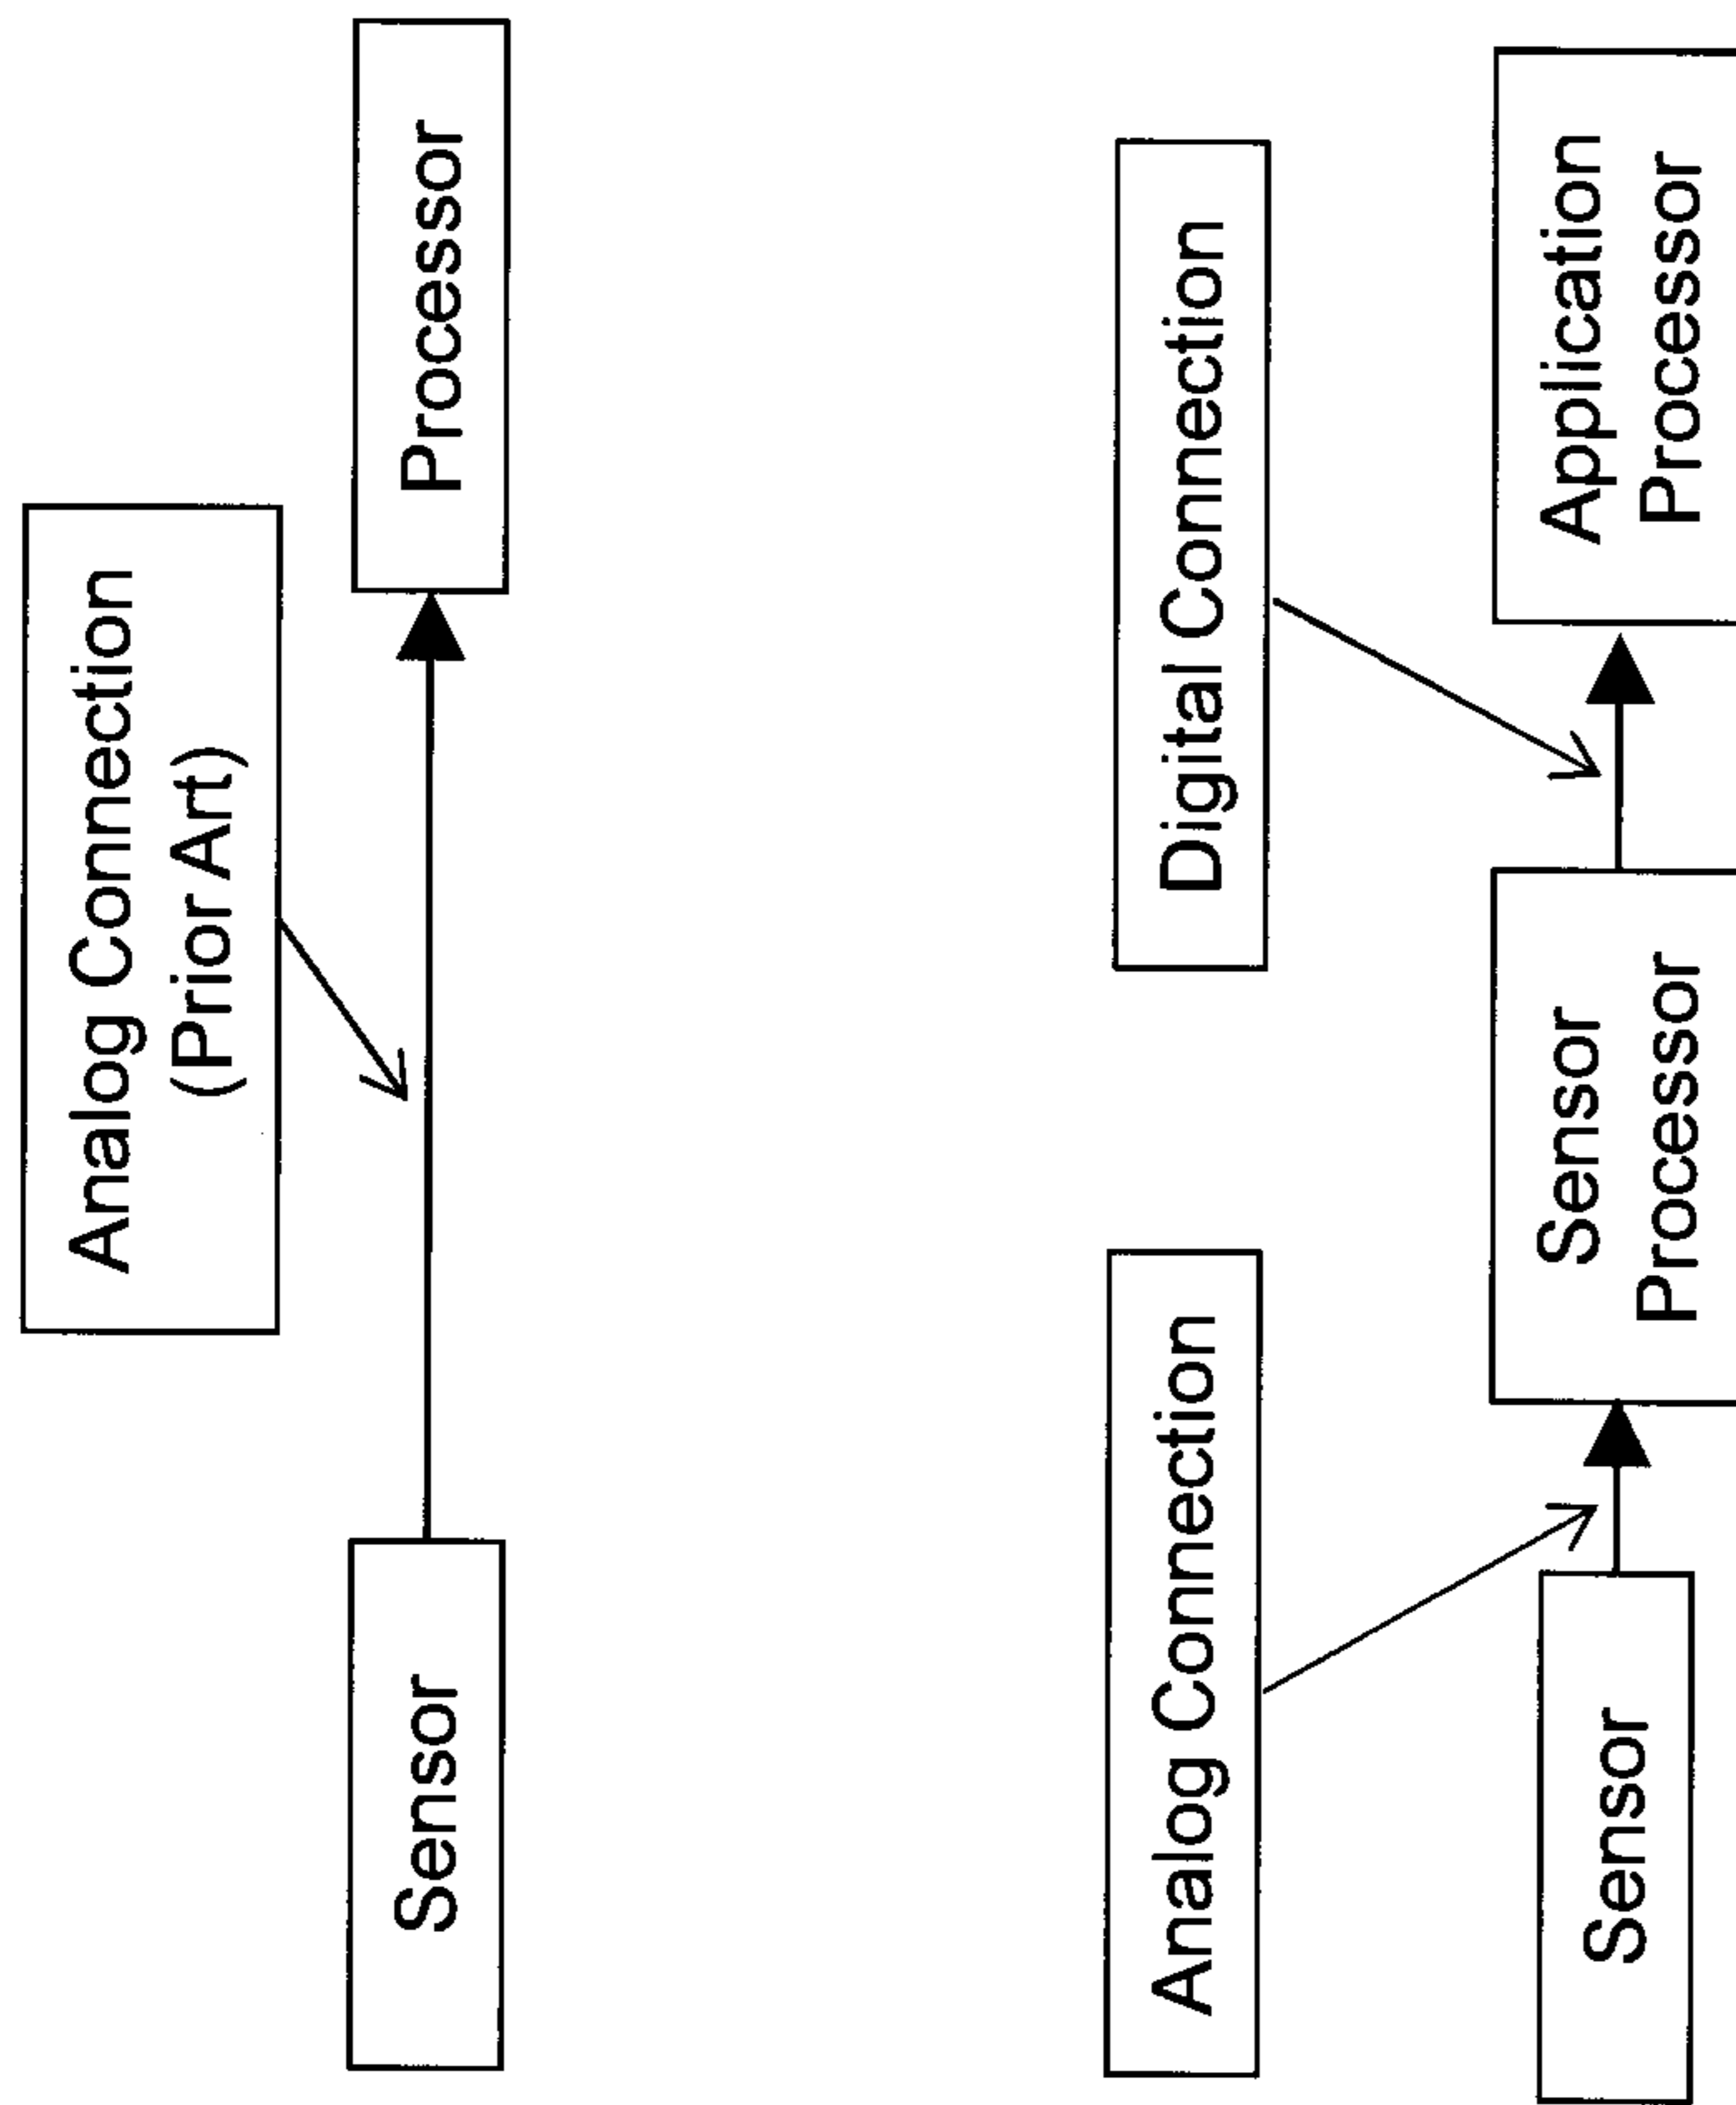 Analog Connection
(Prior Art)
Sensor
Processor
Analog Connection
Digital Connection
Sensor
Sensor
Processor
Application
Processor